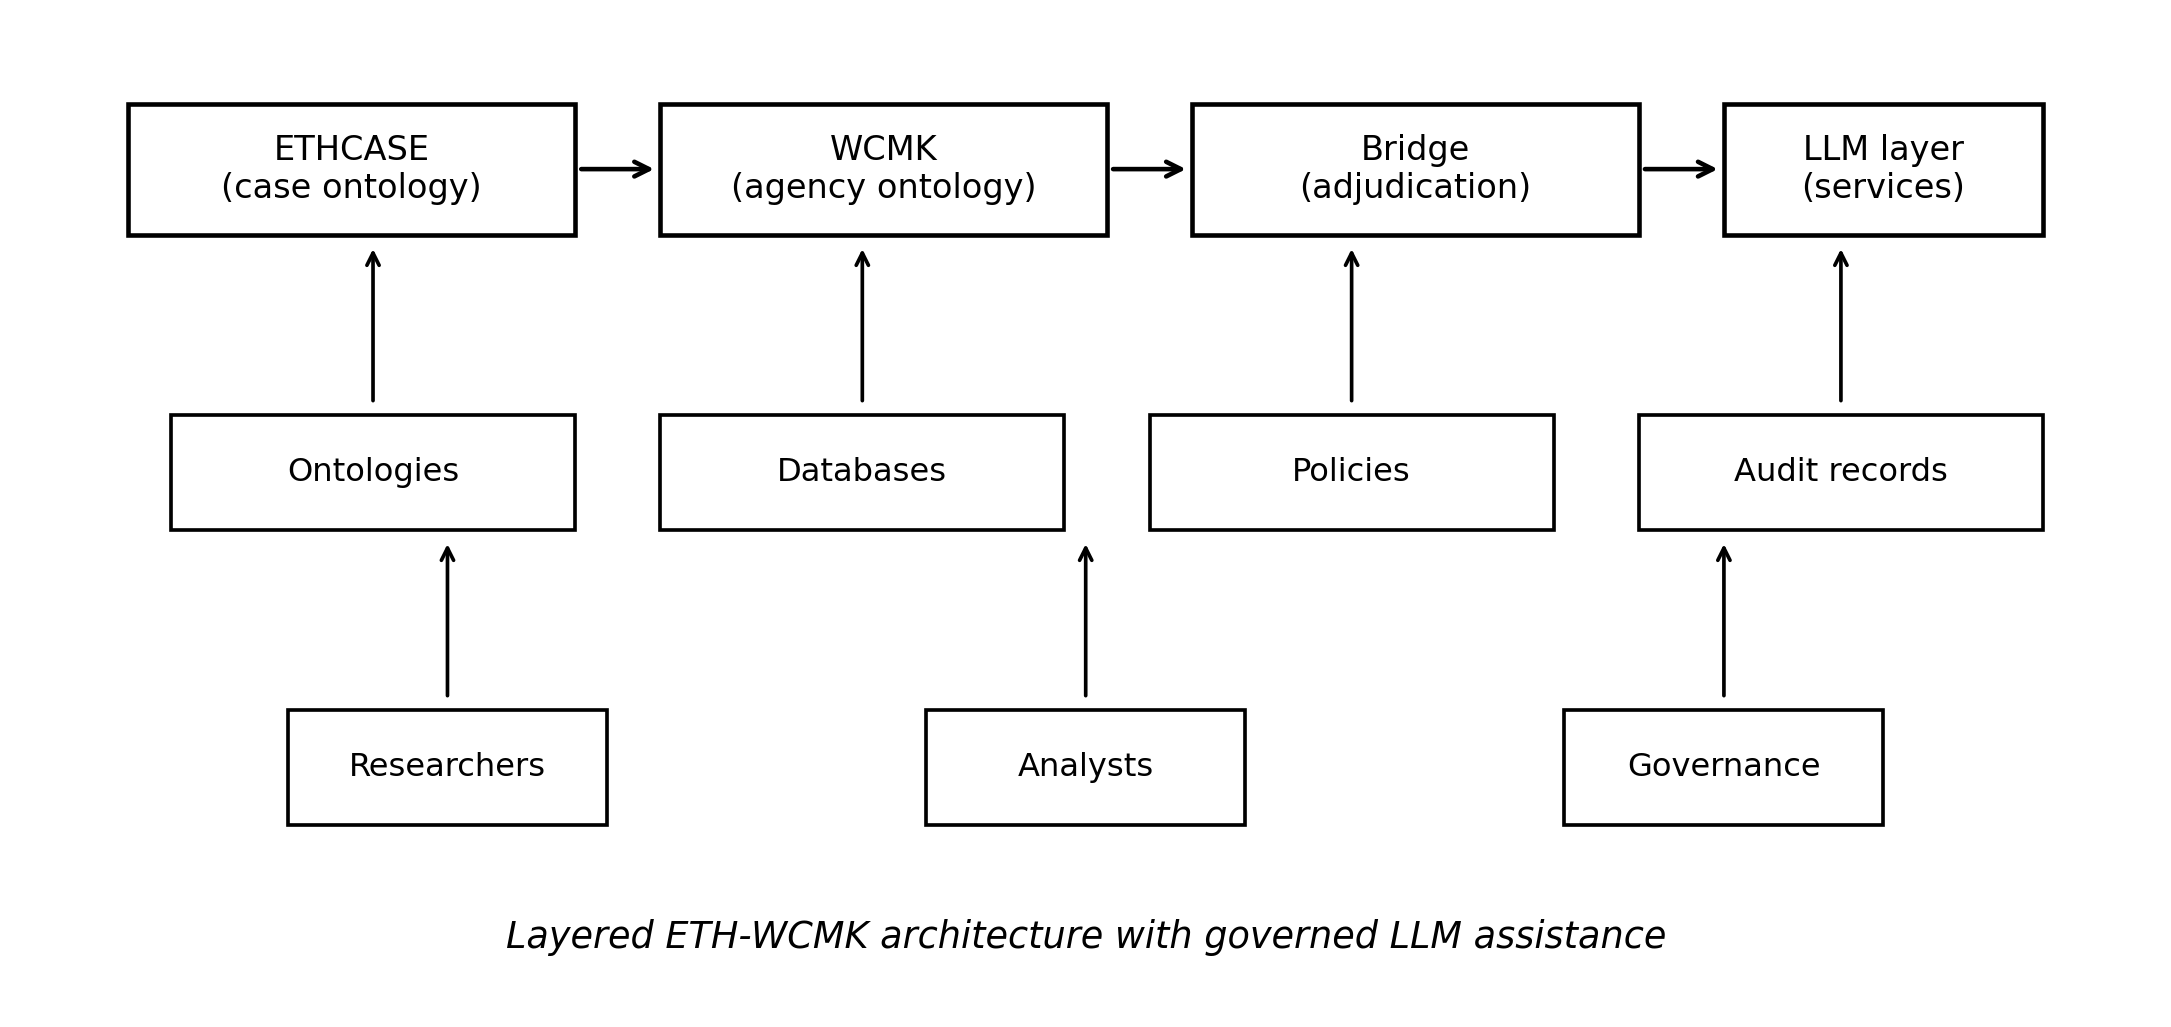 ETHCASE
(case ontology)
WCMK
(agency ontology)
Bridge
(adjudication)
LLM layer
(services)
Ontologies
Databases
Policies
Audit records
Researchers
Analysts
Governance
Layered ETH-WCMK architecture with governed LLM assistance